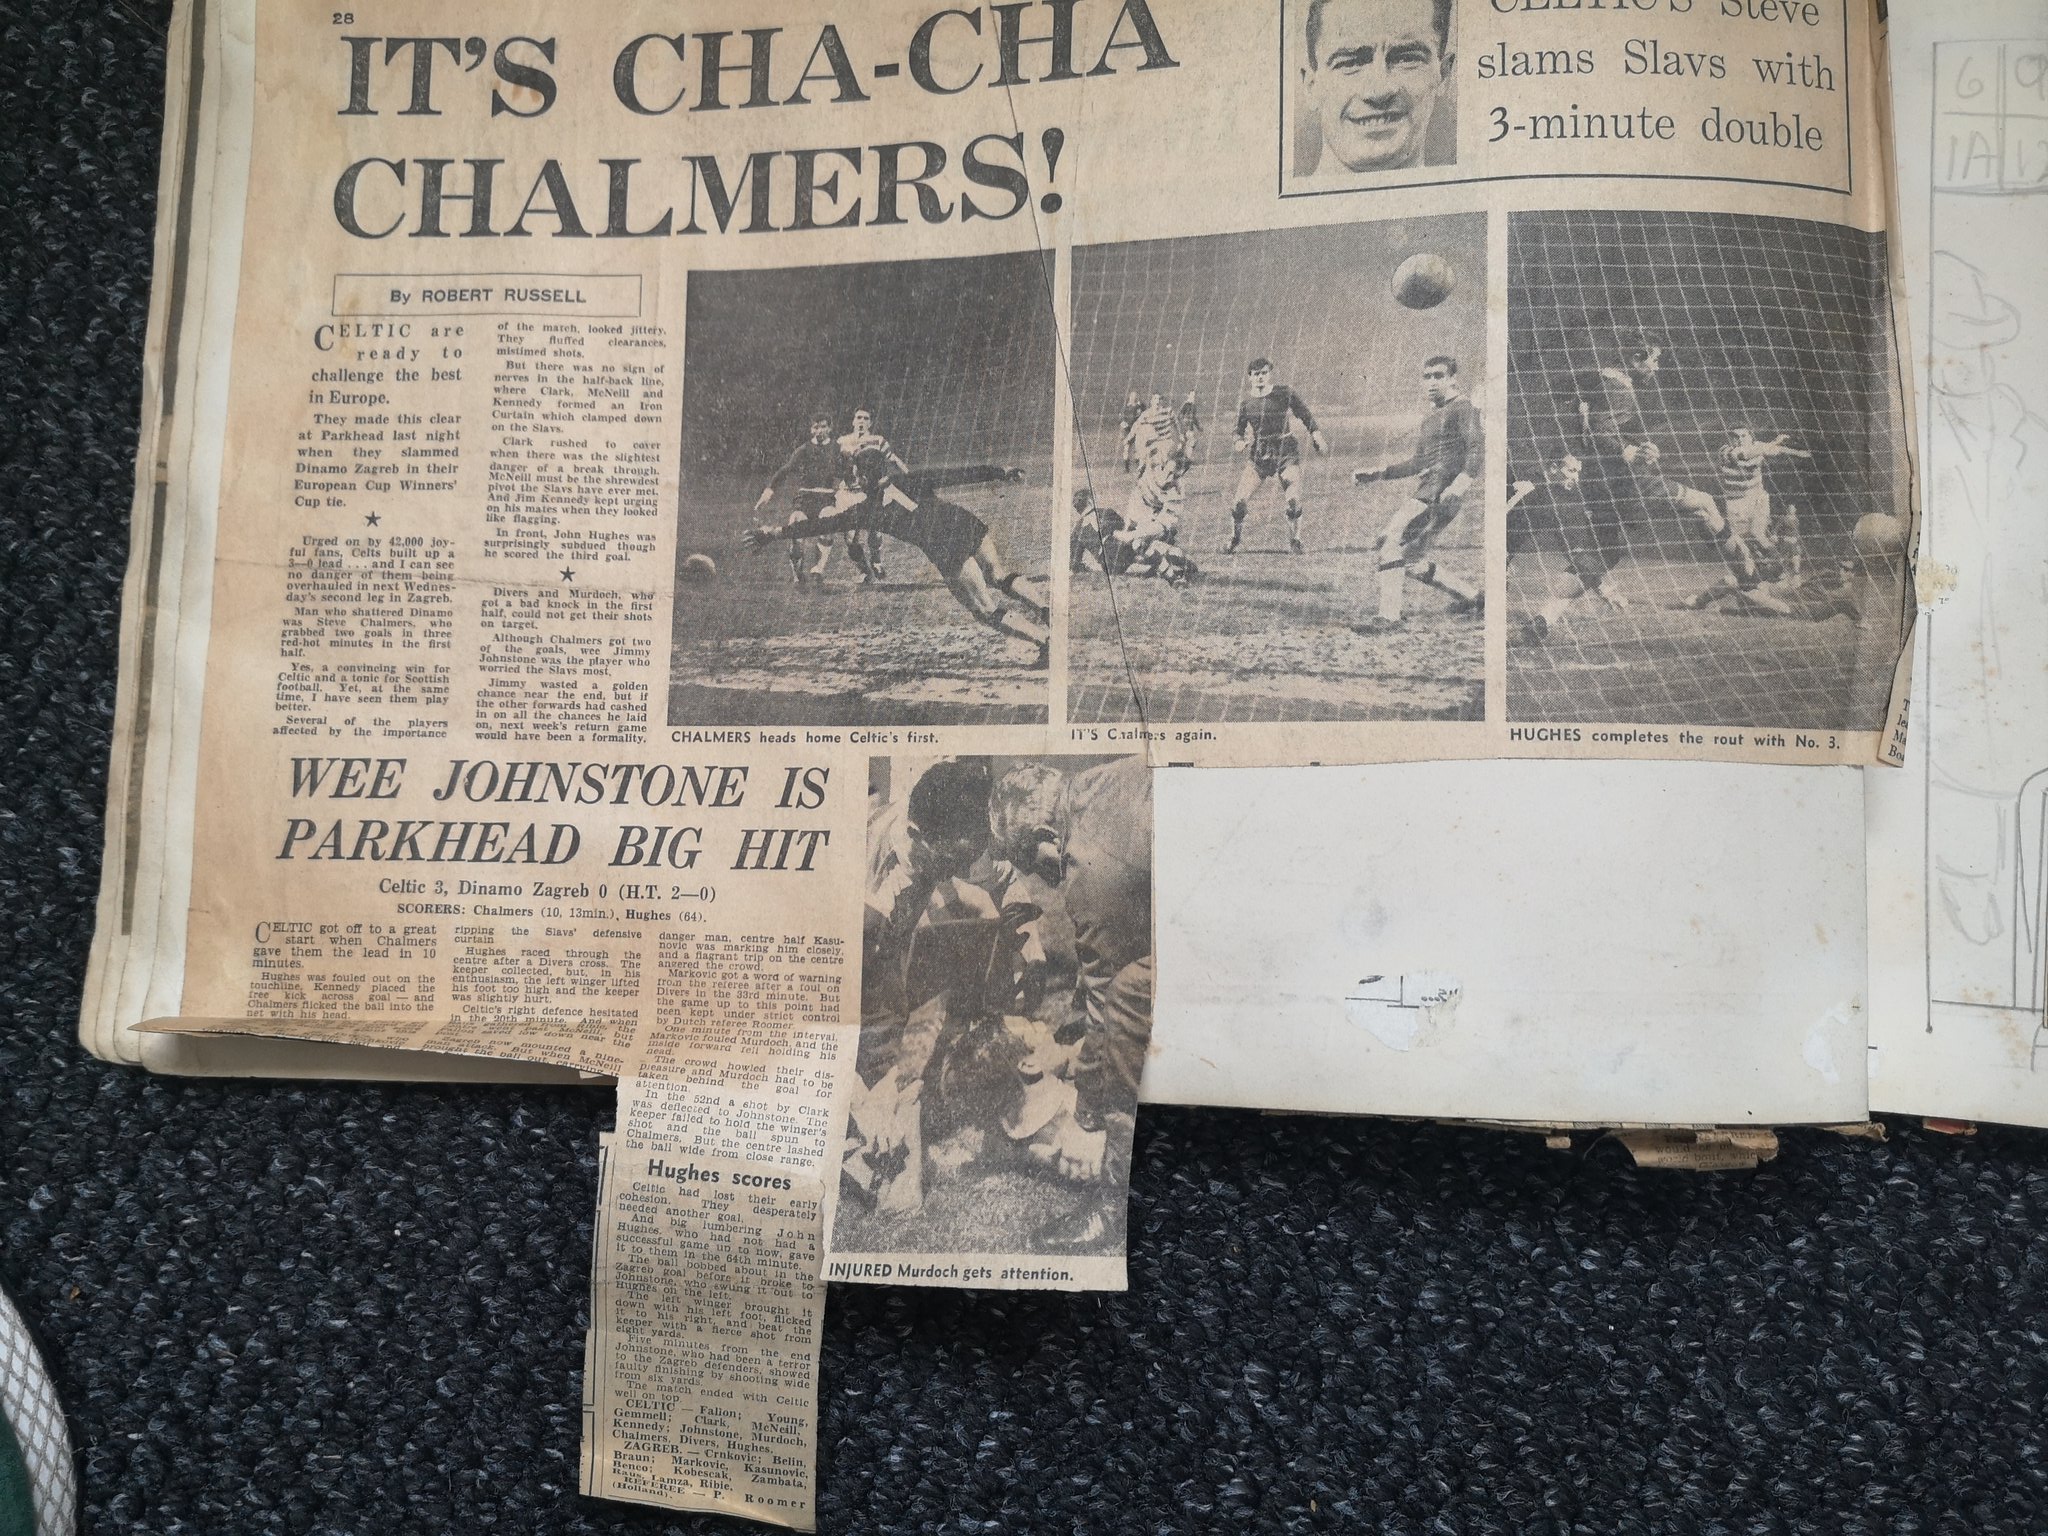 28
IT'S CHA-CHA
CHALMERS!
CELTIC'S Steve
slams Slavs with
3-minute double
By ROBERT RUSSELL
CELTIC are
ready to
challenge the best
in Europe.
They made this clear
at Parkhead last night
when they slammed
Dinamo Zagreb in their
European Cup Winners'
Cup tie.
Urged on by 42,000 joy-
ful fans, Celts built up a
3—0 lead . . . and I can see
no danger of them being
overhauled in next Wednes-
day's second leg in Zagreb.
Man who shattered Dinamo
was Steve Chalmers, who
grabbed two goals in three
red-hot minutes in the first
half.
Yes, a convincing win for
Celtic and a tonic for Scottish
football. Yet, at the same
time, I have seen them play
better.
Several of the players
affected by the importance
of the match, looked jittery.
They fluffed clearances,
mistimed shots.
But there was no sign of
nerves in the half-back line,
where Clark, McNeill and
Kennedy formed an Iron
Curtain which clamped down
on the Slavs.
Clark rushed to cover
when there was the slightest
danger of a break through.
McNeill must be the shrewdest
pivot the Slavs have ever met.
And Jim Kennedy kept urging
on his mates when they looked
like flagging.
In front, John Hughes was
surprisingly subdued though
he scored the third goal.
Divers and Murdoch, who
got a bad knock in the first
half, could not get their shots
on target.
Although Chalmers got two
of the goals, wee Jimmy
Johnstone was the player who
worried the Slavs most.
Jimmy wasted a golden
chance near the end, but if
the other forwards had cashed
in on all the chances he laid
on, next week's return game
would have been a formality.
CHALMERS heads home Celtic's first.
IT'S Chalmers again.
HUGHES completes the rout with No. 3.
WEE JOHNSTONE IS
PARKHEAD BIG HIT
Celtic 3, Dinamo Zagreb 0 (H.T. 2—0)
SCORERS: Chalmers (10, 13min.), Hughes (64).
CELTIC got off to a great
start when Chalmers
gave them the lead in 10
minutes.
Hughes was fouled out on the
touchline, Kennedy placed the
free kick across goal — and
Chalmers flicked the ball into the
net with his head.
ripping the Slavs' defensive
curtain
Hughes raced through the
centre after a Divers cross. The
keeper collected, but, in his
enthusiasm, the left winger lifted
his foot too high and the keeper
was slightly hurt.
Celtic's right defence hesitated
in the 20th minute. And when
past McNeill, but
saved low down near the
Zagreb now mounted a nine-
man attack. But when McNeill
brought the ball out
danger man, centre half Kasu-
novic was marking him closely,
and a flagrant trip on the centre
angered the crowd.
Markovic got a word of warning
from the referee after a foul on
Divers in the 33rd minute. But
the game up to this point had
been kept under strict control
by Dutch referee Roomer.
One minute from the interval,
Markovic fouled Murdoch, and the
inside forward fell holding his
head.
The crowd howled their dis-
pleasure and Murdoch had to be
taken behind the goal for
attention.
In the 52nd a shot by Clark
was deflected to Johnstone. The
keeper failed to hold the winger's
shot and the ball spun to
Chalmers. But the centre lashed
the ball wide from close range.
Hughes scores
Celtic had lost their early
cohesion. They desperately
needed another goal.
And big lumbering John
Hughes, who had not had a
successful game up to now, gave
it to them in the 64th minute.
The ball bobbed about in the
Zagreb goal before it broke to
Johnstone, who swung it out to
Hughes on the left.
The left winger brought it
down with his left foot, flicked
it to his right, and beat the
keeper with a fierce shot from
eight yards.
Five minutes from the end
Johnstone, who had been a terror
to the Zagreb defenders, showed
faulty finishing by shooting wide
from six yards.
The match ended with Celtic
well on top.
CELTIC — Fallon; Young,
Gemmell; Clark, McNeill,
Kennedy; Johnstone, Murdoch,
Chalmers, Divers, Hughes.
ZAGREB. — Crnkovic; Belin,
Braun; Markovic, Kasunovic,
Benco; Kobescak, Zambata,
Raus, Lamza, Ribic.
REFEREE — P. Roomer
(Holland).
INJURED Murdoch gets attention.